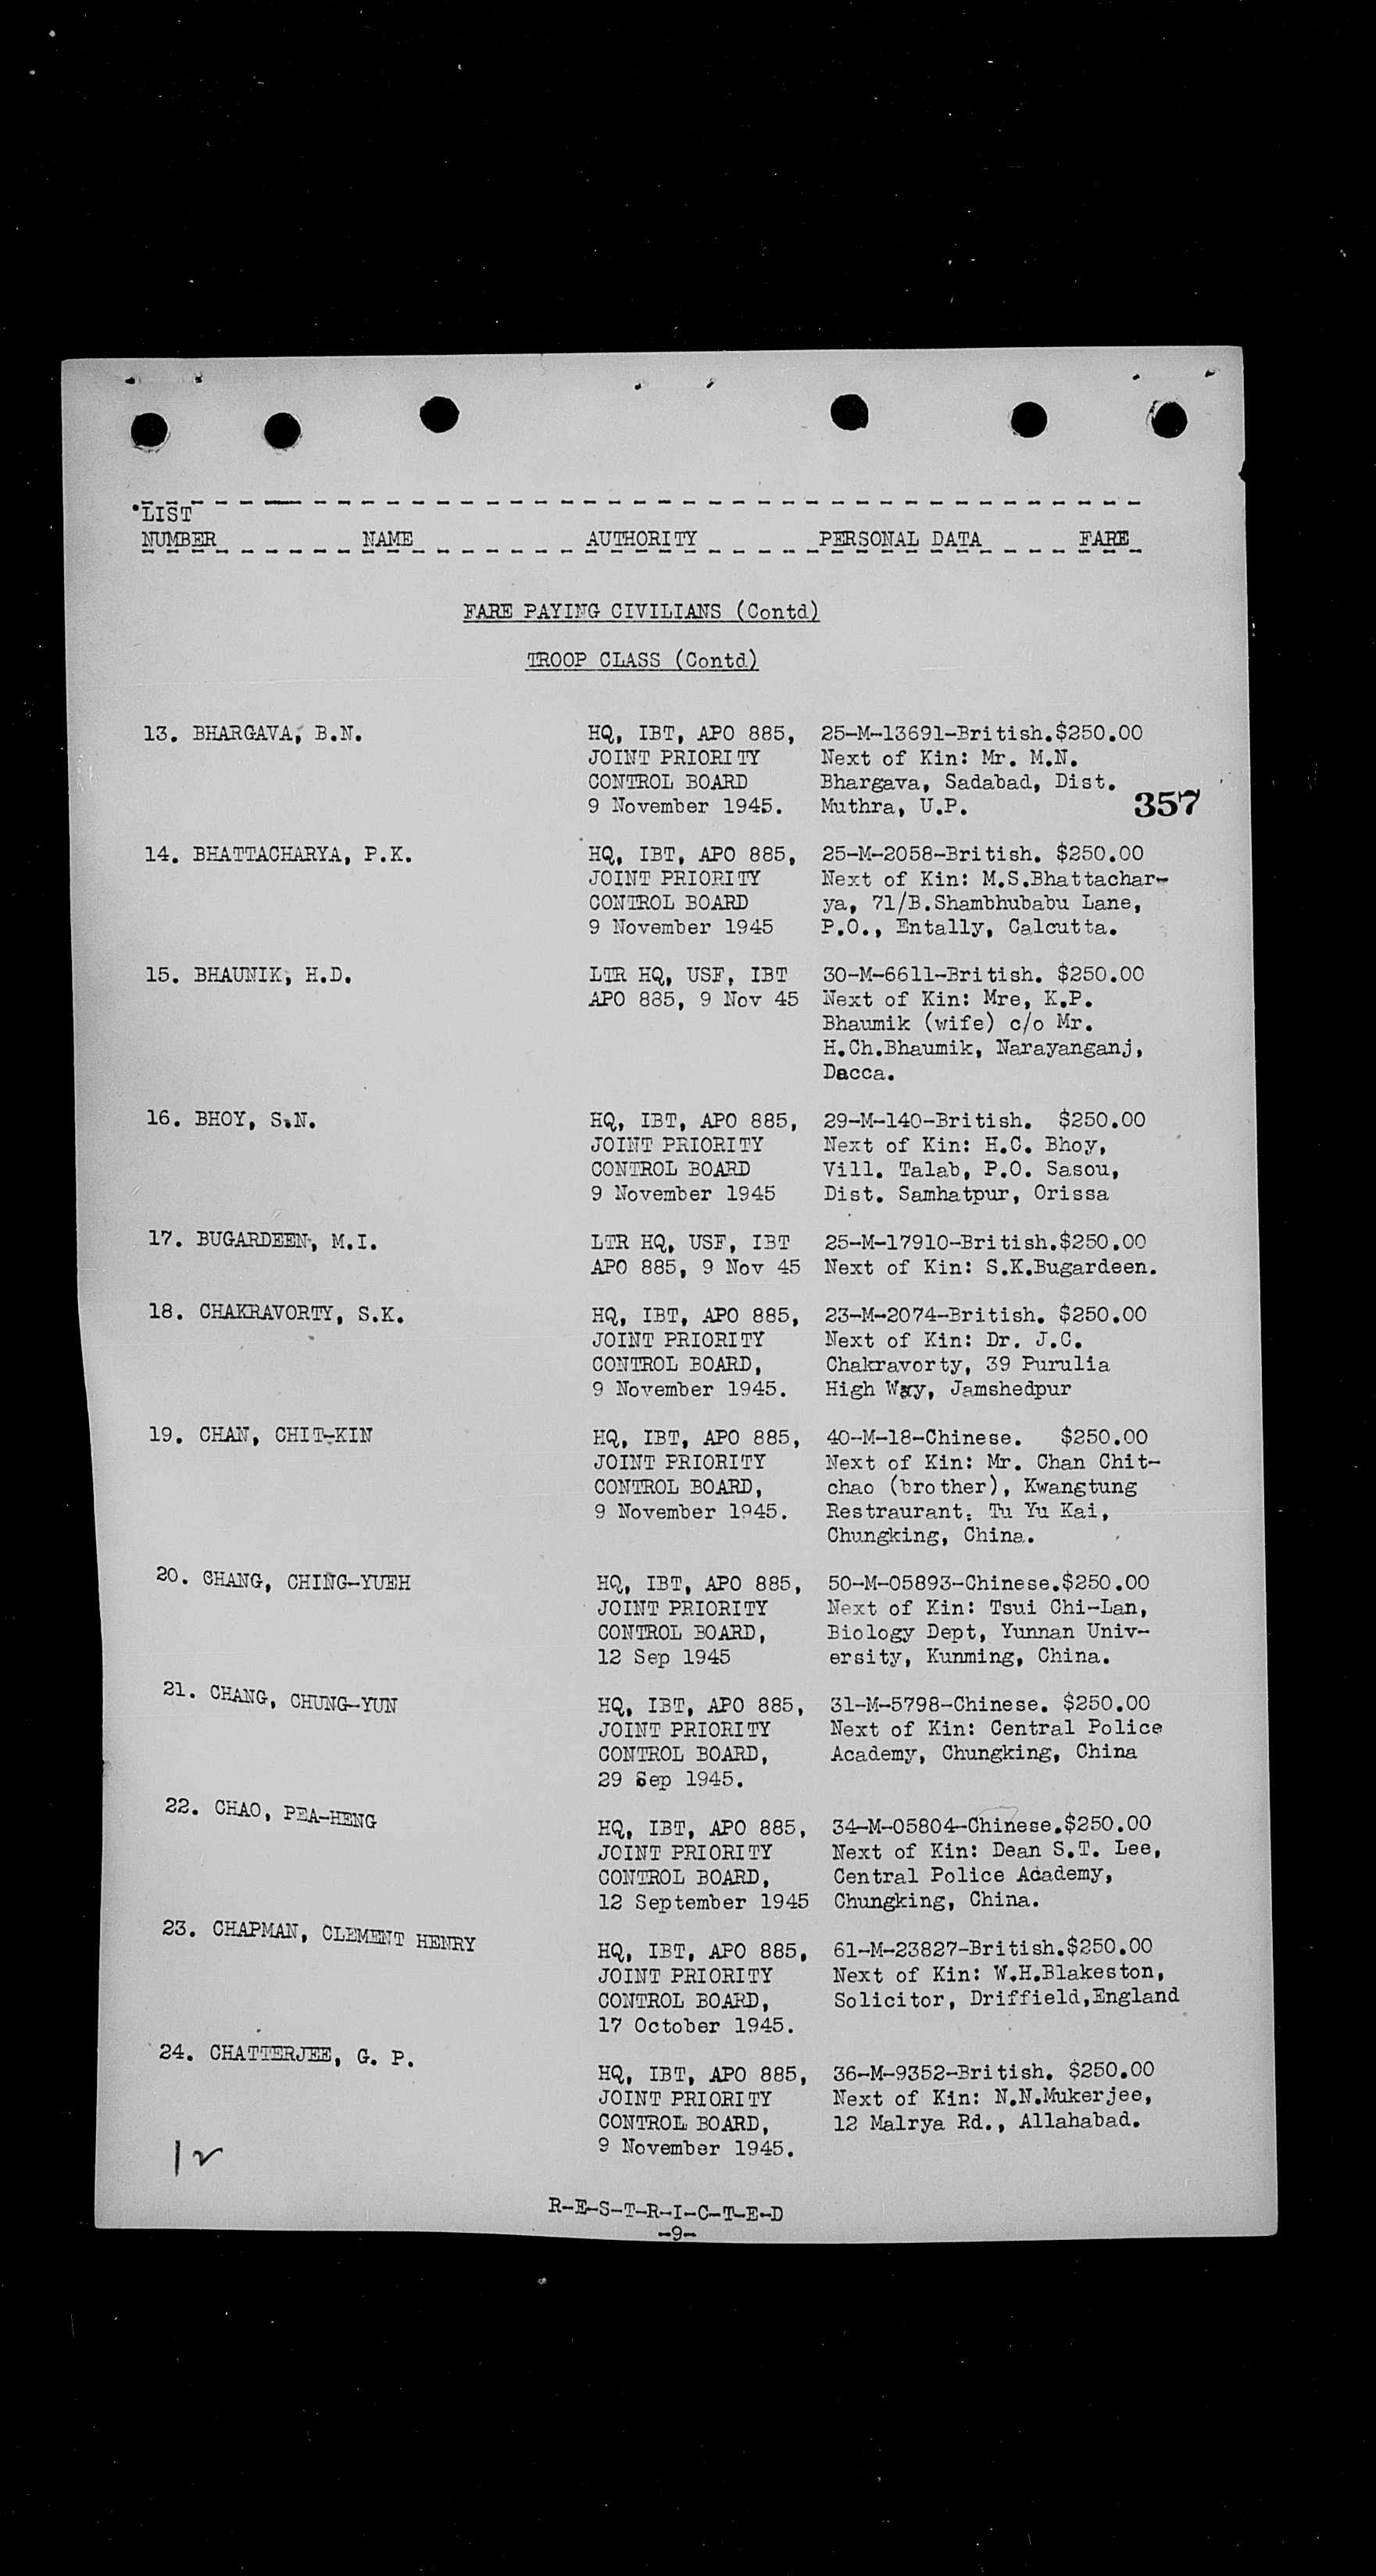 LIST
NUMBER NAME AUTHORITY PERSONAL DATA FARE
FARE PAYING CIVILIANS (Contd)
TROOP CLASS (Contd)
13. BHARGAVA, B.N. HQ, IBT, APO 885, 25-M-13691-British.$250.00
JOINT PRIORITY Next of Kin: Mr. M.N.
CONTROL BOARD Bhargava, Sadabad, Dist.
9 November 1945. Muthra, U.P. 357
14. BHATTACHARYA, P.K. HQ, IBT, APO 885, 25-M-2058-British. $250.00
JOINT PRIORITY Next of Kin: M.S.Bhattachar-
CONTROL BOARD ya, 71/B.Shambhubabu Lane,
9 November 1945 P.O., Entally, Calcutta.
15. BHAUNIK, H.D. LTR HQ, USF, IBT 30-M-6611-British. $250.00
APO 885, 9 Nov 45 Next of Kin: Mre, K.P.
Bhaumik (wife) c/o Mr.
H.Ch.Bhaumik, Narayanganj,
Dacca.
16. BHOY, S.N. HQ, IBT, APO 885, 29-M-140-British. $250.00
JOINT PRIORITY Next of Kin: H.C. Bhoy,
CONTROL BOARD Vill. Talab, P.O. Sasou,
9 November 1945 Dist. Samhatpur, Orissa
17. BUGARDEEN, M.I. LTR HQ, USF, IBT 25-M-17910-British.$250.00
APO 885, 9 Nov 45 Next of Kin: S.K.Bugardeen.
18. CHAKRAVORTY, S.K. HQ, IBT, APO 885, 23-M-2074-British. $250.00
JOINT PRIORITY Next of Kin: Dr. J.C.
CONTROL BOARD, Chakravorty, 39 Purulia
9 November 1945. High Way, Jamshedpur
19. CHAN, CHIT-KIN HQ, IBT, APO 885, 40-M-18-Chinese. $250.00
JOINT PRIORITY Next of Kin: Mr. Chan Chit-
CONTROL BOARD, chao (brother), Kwangtung
9 November 1945. Restraurant, Tu Yu Kai,
Chungking, China.
20. CHANG, CHING-YUEH HQ, IBT, APO 885, 50-M-05893-Chinese.$250.00
JOINT PRIORITY Next of Kin: Tsui Chi-Lan,
CONTROL BOARD, Biology Dept, Yunnan Univ-
12 Sep 1945 ersity, Kunming, China.
21. CHANG, CHUNG-YUN HQ, IBT, APO 885, 31-M-5798-Chinese. $250.00
JOINT PRIORITY Next of Kin: Central Police
CONTROL BOARD, Academy, Chungking, China
29 Sep 1945.
22. CHAO, PEA-HENG HQ, IBT, APO 885, 34-M-05804-Chinese.$250.00
JOINT PRIORITY Next of Kin: Dean S.T. Lee,
CONTROL BOARD, Central Police Academy,
12 September 1945 Chungking, China.
23. CHAPMAN, CLEMENT HENRY HQ, IBT, APO 885, 61-M-23827-British.$250.00
JOINT PRIORITY Next of Kin: W.H.Blakeston,
CONTROL BOARD, Solicitor, Driffield,England
17 October 1945.
24. CHATTERJEE, G. P. HQ, IBT, APO 885, 36-M-9352-British. $250.00
JOINT PRIORITY Next of Kin: N.N.Mukerjee,
CONTROL BOARD, 12 Malrya Rd., Allahabad.
9 November 1945.
R-E-S-T-R-I-C-T-E-D
-9-